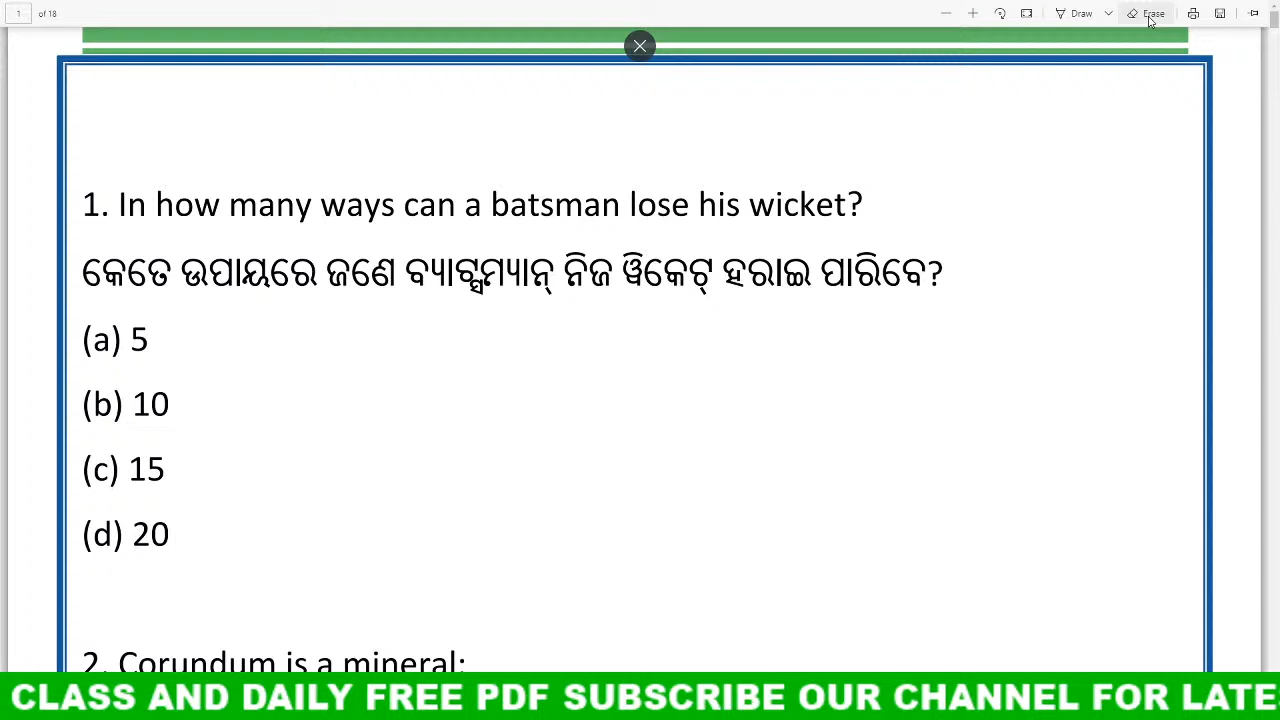 1 of 18 Draw Erase
1. In how many ways can a batsman lose his wicket?
କେତେ ଉପାୟରେ ଜଣେ ବ୍ୟାଟ୍ସମ୍ୟାନ୍ ନିଜ ୱିକେଟ୍ ହରାଇ ପାରିବେ?
(a) 5
(b) 10
(c) 15
(d) 20
2. Corundum is a mineral:
CLASS AND DAILY FREE PDF SUBSCRIBE OUR CHANNEL FOR LATE